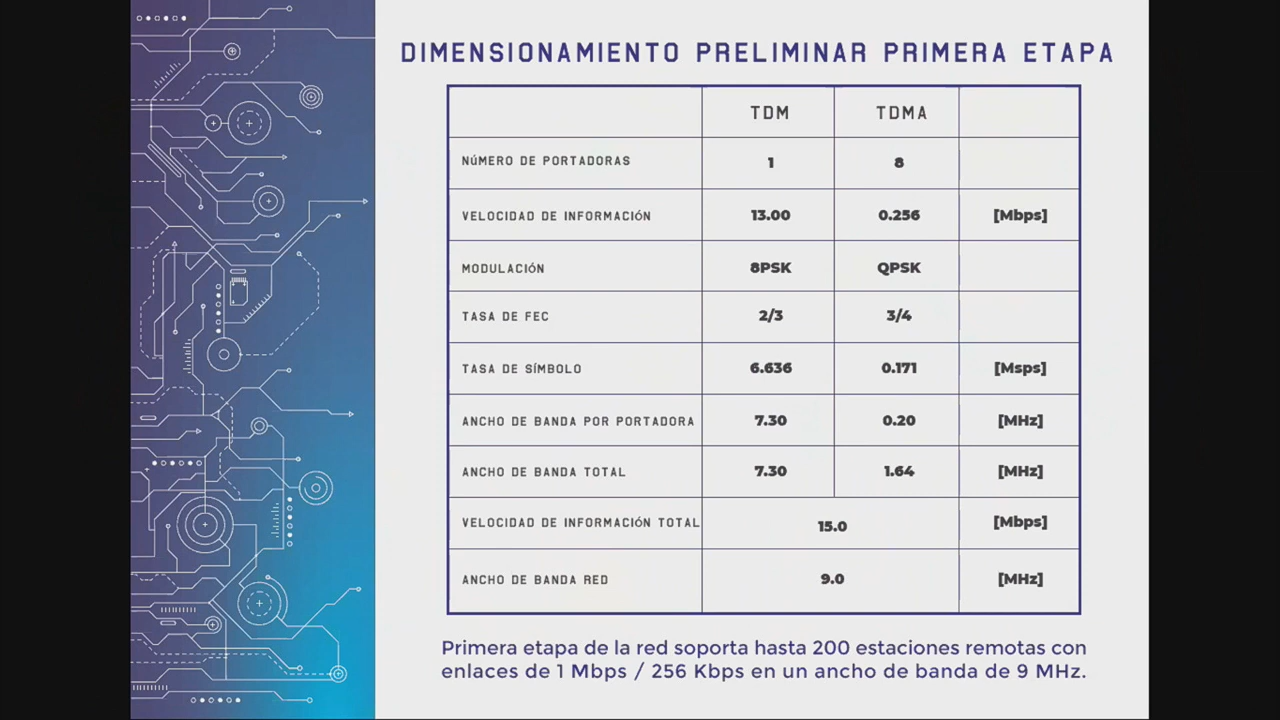 DIMENSIONAMIENTO PRELIMINAR PRIMERA ETAPA
TDM TDMA
NÚMERO DE PORTADORAS 1 8
VELOCIDAD DE INFORMACIÓN 13.00 0.256 [Mbps]
MODULACIÓN 8PSK QPSK
TASA DE FEC 2/3 3/4
TASA DE SÍMBOLO 6.636 0.171 [Msps]
ANCHO DE BANDA POR PORTADORA 7.30 0.20 [MHz]
ANCHO DE BANDA TOTAL 7.30 1.64 [MHz]
VELOCIDAD DE INFORMACIÓN TOTAL 15.0 [Mbps]
ANCHO DE BANDA RED 9.0 [MHz]
Primera etapa de la red soporta hasta 200 estaciones remotas con
enlaces de 1 Mbps / 256 Kbps en un ancho de banda de 9 MHz.